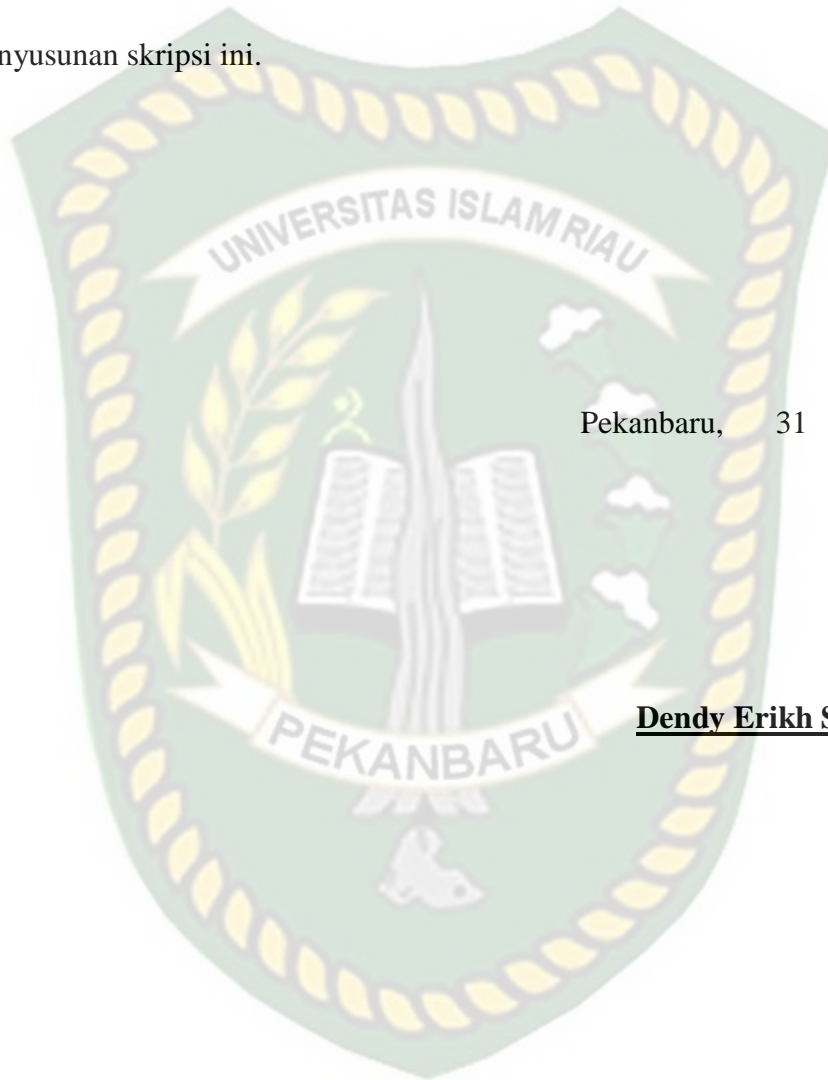 nyusunan skripsi ini.
UNIVERSITAS ISLAM RIAU
Pekanbaru, 31
Dendy Erikh S
PEKANBARU